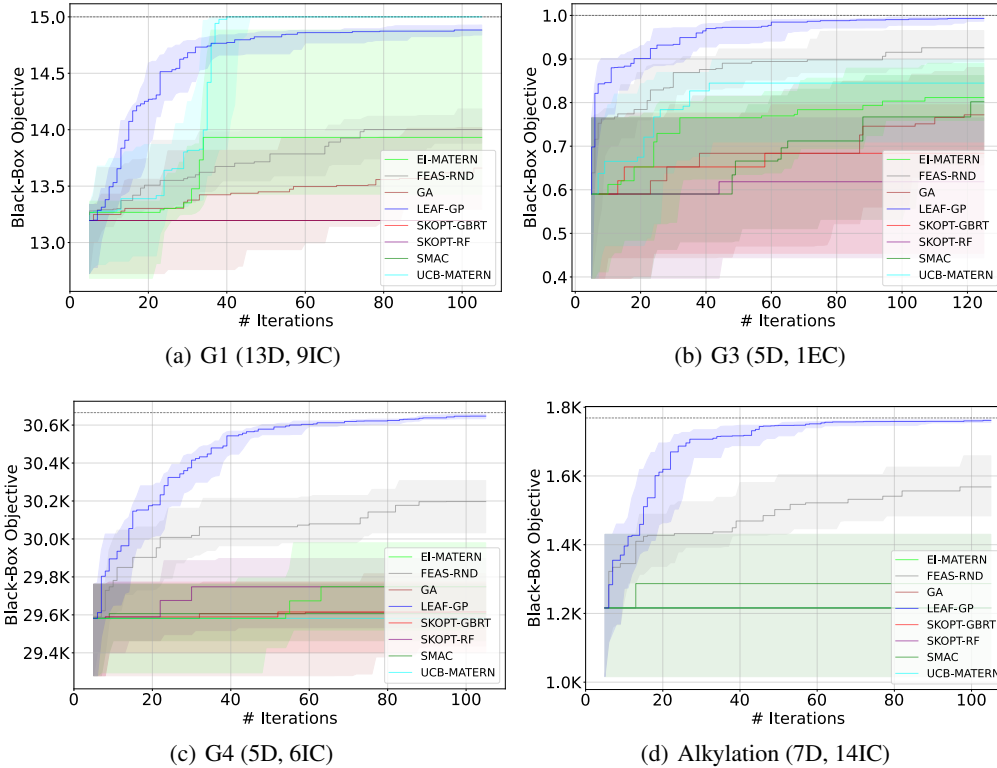 15.0
14.5
14.0
13.5
13.0
Black-Box Objective
0 20 40 60 80 100
# Iterations
EI-MATERN
FEAS-RND
GA
LEAF-GP
SKOPT-GBRT
SKOPT-RF
SMAC
UCB-MATERN
(a) G1 (13D, 9IC)
1.0
0.9
0.8
0.7
0.6
0.5
0.4
Black-Box Objective
0 20 40 60 80 100 120
# Iterations
EI-MATERN
FEAS-RND
GA
LEAF-GP
SKOPT-GBRT
SKOPT-RF
SMAC
UCB-MATERN
(b) G3 (5D, 1EC)
30.6K
30.4K
30.2K
30.0K
29.8K
29.6K
29.4K
Black-Box Objective
0 20 40 60 80 100
# Iterations
EI-MATERN
FEAS-RND
GA
LEAF-GP
SKOPT-GBRT
SKOPT-RF
SMAC
UCB-MATERN
(c) G4 (5D, 6IC)
1.8K
1.6K
1.4K
1.2K
1.0K
Black-Box Objective
0 20 40 60 80 100
# Iterations
EI-MATERN
FEAS-RND
GA
LEAF-GP
SKOPT-GBRT
SKOPT-RF
SMAC
UCB-MATERN
(d) Alkylation (7D, 14IC)